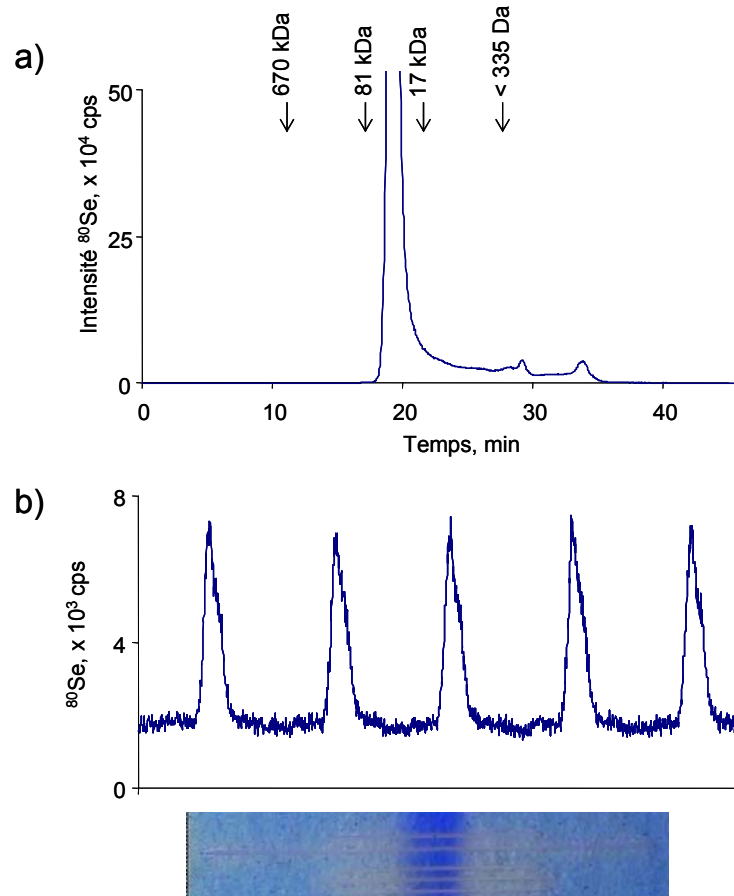 a)
670 kDa
81 kDa
17 kDa
< 335 Da
Intensité ⁸⁰Se, x 10⁴ cps
50
25
0
0 10 20 30 40
Temps, min
b)
⁸⁰Se, x 10³ cps
8
4
0